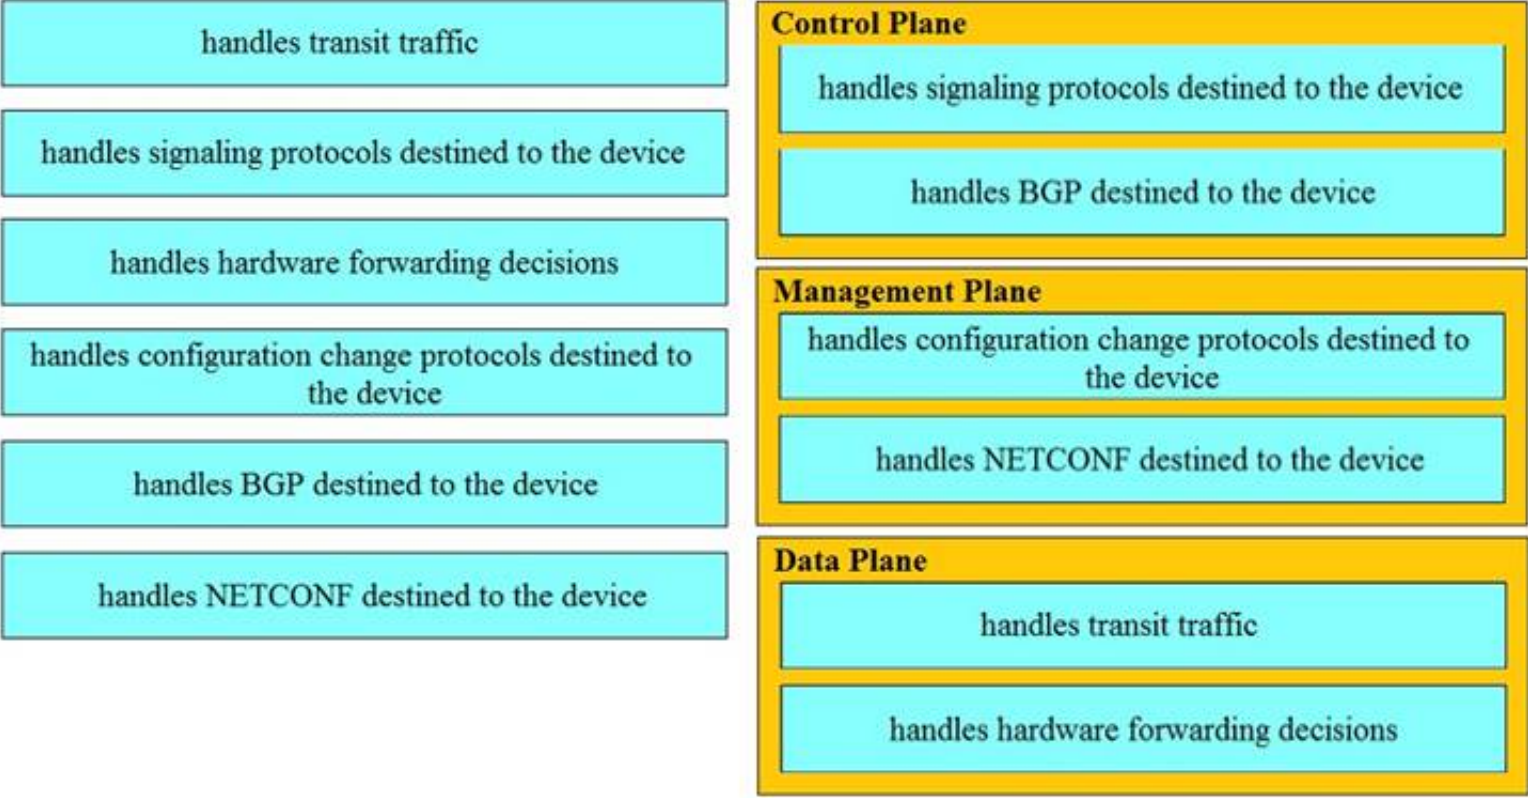 handles transit traffic
handles signaling protocols destined to the device
handles hardware forwarding decisions
handles configuration change protocols destined to
the device
handles BGP destined to the device
handles NETCONF destined to the device
Control Plane
handles signaling protocols destined to the device
handles BGP destined to the device
Management Plane
handles configuration change protocols destined to
the device
handles NETCONF destined to the device
Data Plane
handles transit traffic
handles hardware forwarding decisions